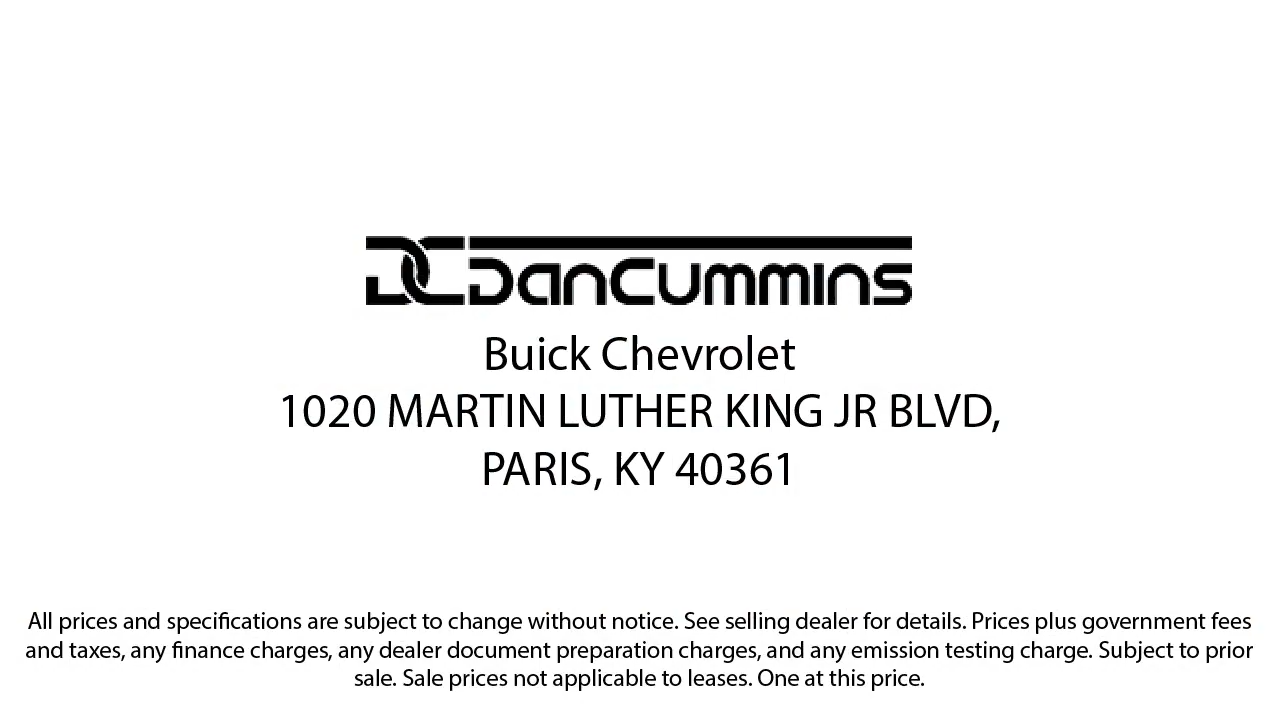 DC DanCummins
Buick Chevrolet
1020 MARTIN LUTHER KING JR BLVD,
PARIS, KY 40361
All prices and specifications are subject to change without notice. See selling dealer for details. Prices plus government fees
and taxes, any finance charges, any dealer document preparation charges, and any emission testing charge. Subject to prior
sale. Sale prices not applicable to leases. One at this price.